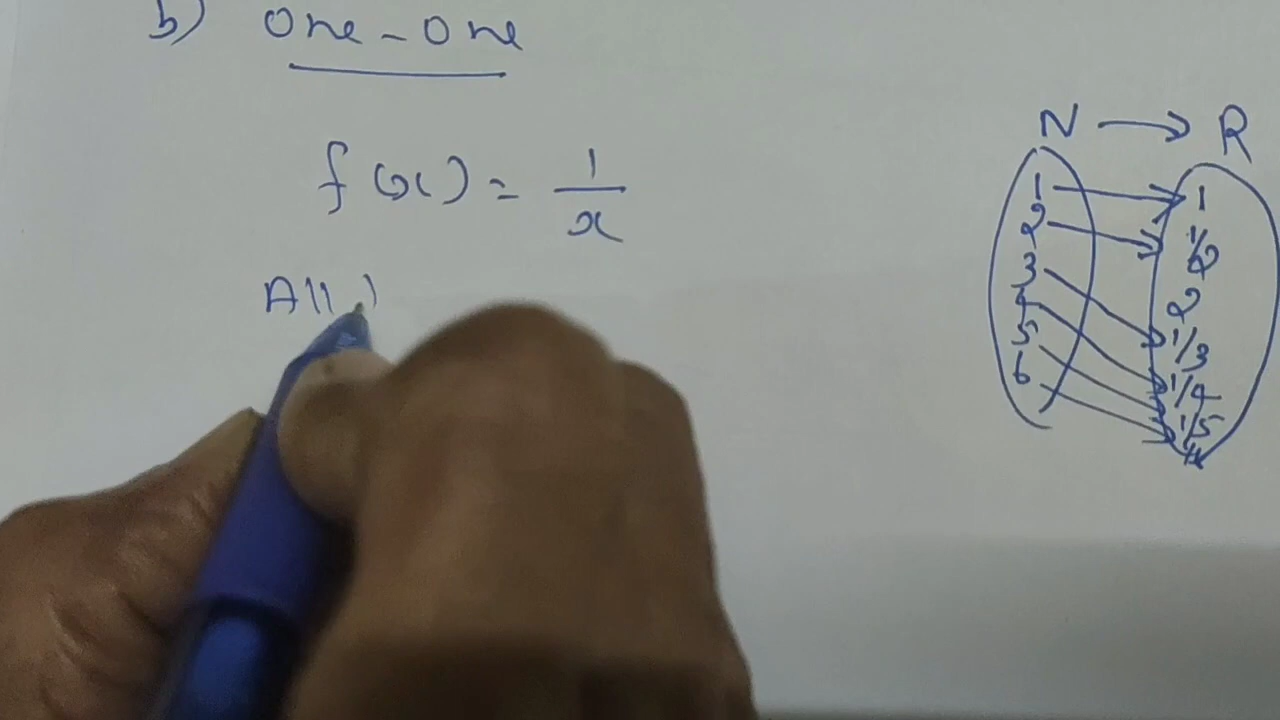 b) One-One
f(x) = 1/x
All
N → R
1 1
2 1/2
3 2
4 1/3
5 1/4
6 1/5